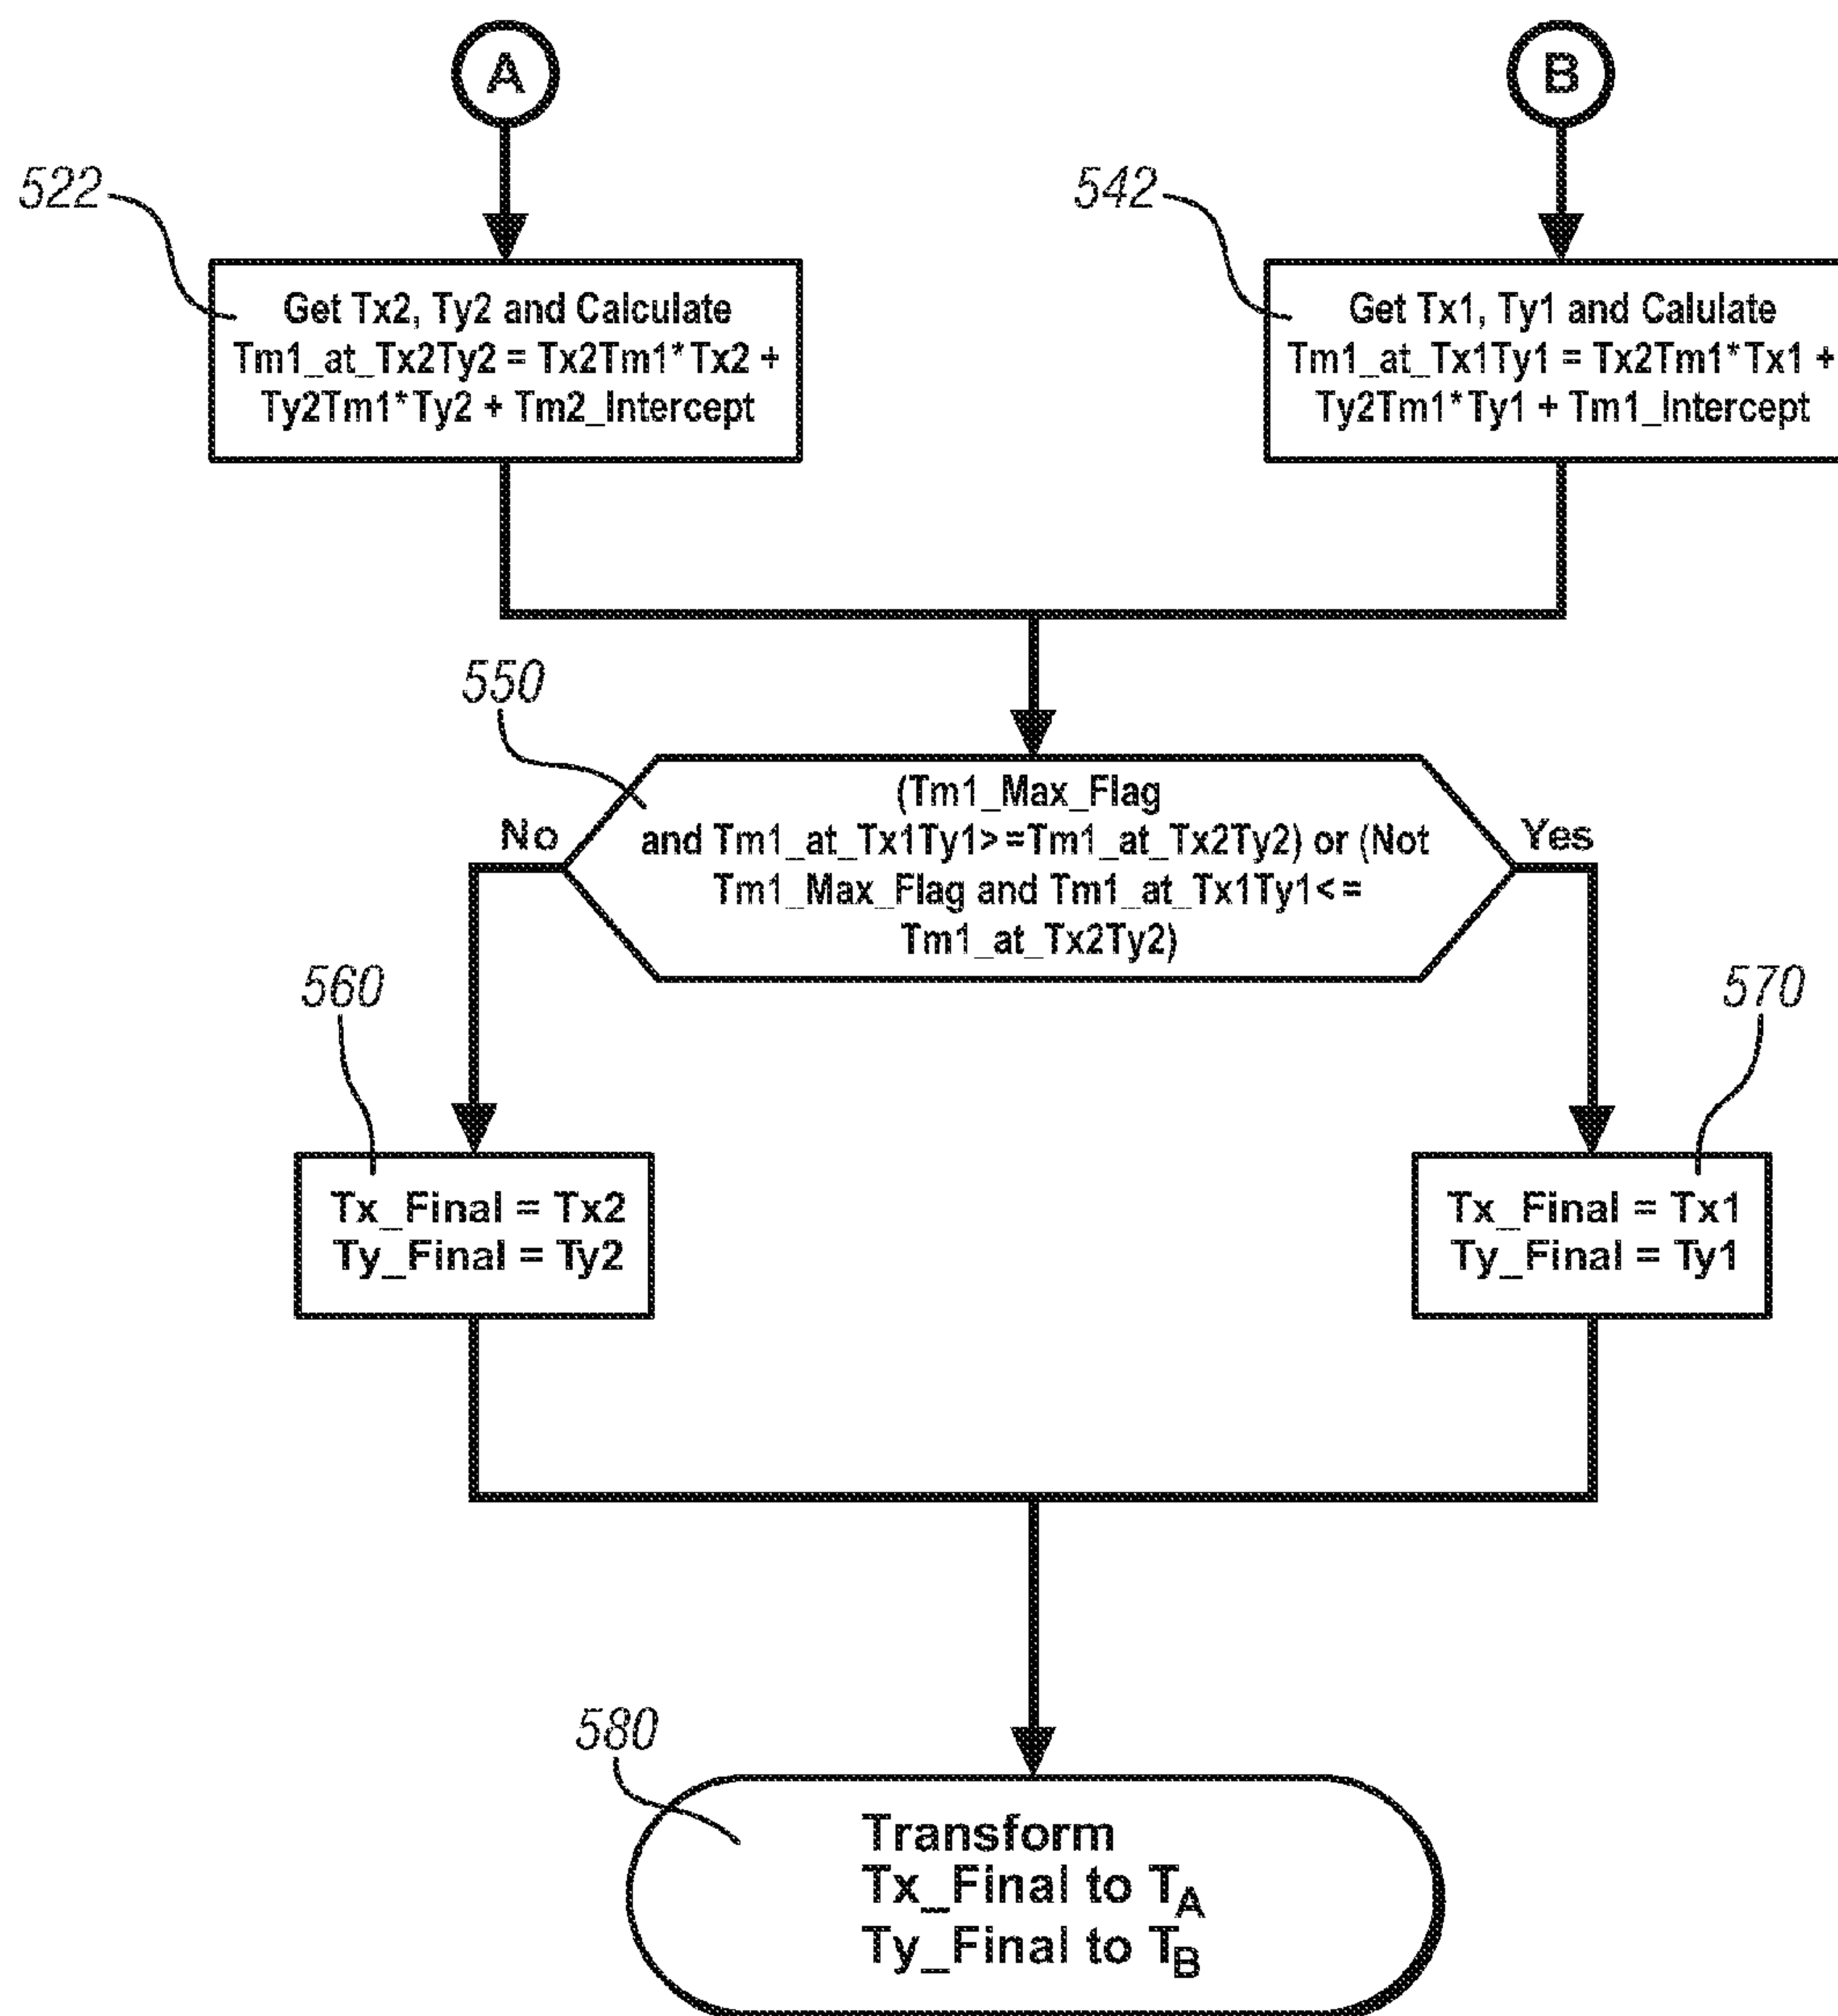 A
B
522
542
Get Tx2, Ty2 and Calculate
Tm1_at_Tx2Ty2 = Tx2Tm1*Tx2 +
Ty2Tm1*Ty2 + Tm2_Intercept
Get Tx1, Ty1 and Calulate
Tm1_at_Tx1Ty1 = Tx2Tm1*Tx1 +
Ty2Tm1*Ty1 + Tm1_Intercept
550
(Tm1_Max_Flag
and Tm1_at_Tx1Ty1>=Tm1_at_Tx2Ty2) or (Not
Tm1_Max_Flag and Tm1_at_Tx1Ty1<=
Tm1_at_Tx2Ty2)
No
Yes
560
570
Tx_Final = Tx2
Ty_Final = Ty2
Tx_Final = Tx1
Ty_Final = Ty1
580
Transform
Tx_Final to TA
Ty_Final to TB